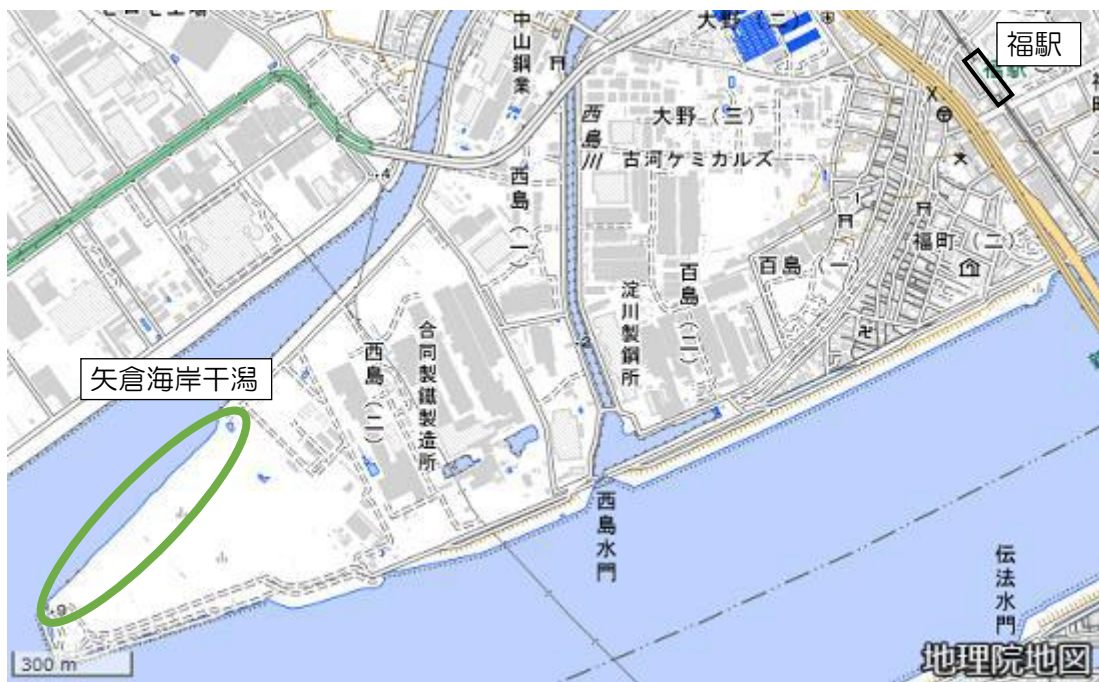 中山鋼業
大野(二)
福駅
福駅
西島川
大野(三)
古河ケミカルズ
西島(一)
福町(二)
百島(一)
百島(二)
淀川製鋼所
合同製鐵製造所
西島(二)
矢倉海岸干潟
西島水門
伝法水門
300 m
地理院地図